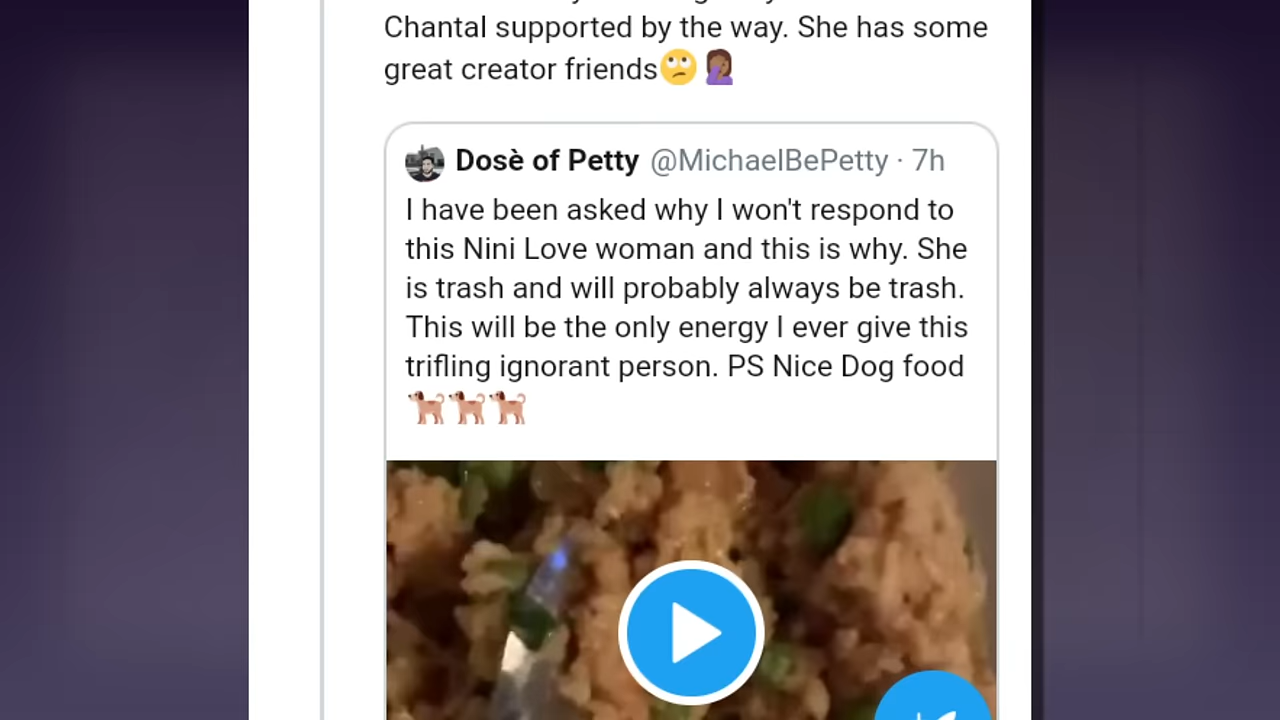 Chantal supported by the way. She has some
great creator friends🙄🤦🏾‍♀️
Dosè of Petty @MichaelBePetty · 7h
I have been asked why I won't respond to
this Nini Love woman and this is why. She
is trash and will probably always be trash.
This will be the only energy I ever give this
trifling ignorant person. PS Nice Dog food
🐕🐕🐕